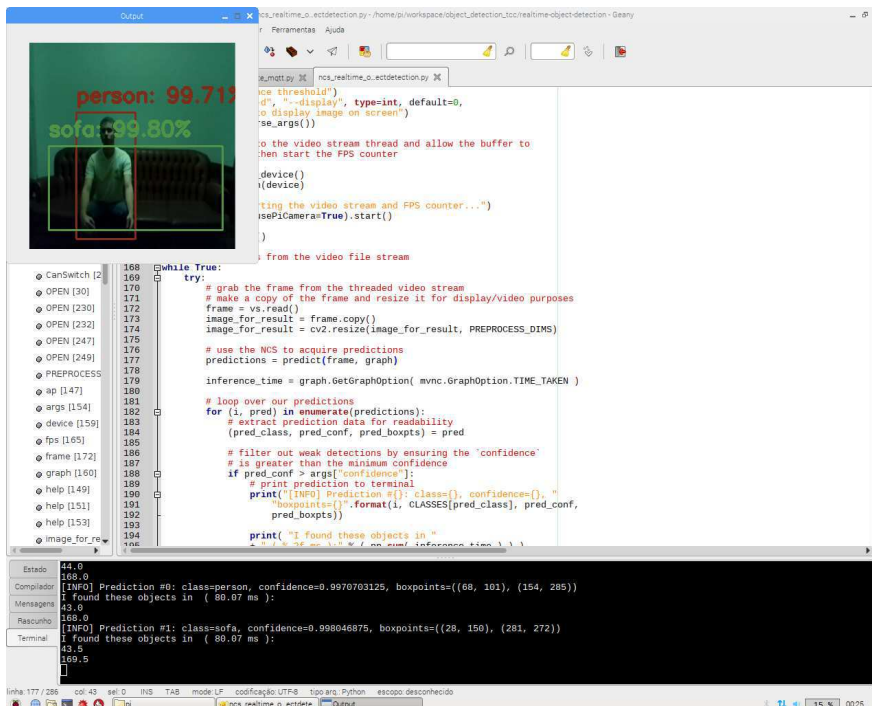 Output
ncs_realtime_o...ectdetection.py - /home/pi/workspace/object_detection_tcc/realtime-object-detection - Geany
Ferramentas Ajuda
e_mqtt.py
ncs_realtime_o...ectdetection.py
person: 99.71%
sofa: 99.80%
nce threshold")
d", "--display", type=int, default=0,
to display image on screen")
rse_args())
to the video stream thread and allow the buffer to
then start the FPS counter
device()
(device)
rting the video stream and FPS counter...")
usePiCamera=True).start()
()
s from the video file stream
168 while True:
169 try:
170 # grab the frame from the threaded video stream
171 # make a copy of the frame and resize it for display/video purposes
172 frame = vs.read()
173 image_for_result = frame.copy()
174 image_for_result = cv2.resize(image_for_result, PREPROCESS_DIMS)
175
176 # use the NCS to acquire predictions
177 predictions = predict(frame, graph)
178
179 inference_time = graph.GetGraphOption( mvnc.GraphOption.TIME_TAKEN )
180
181 # loop over our predictions
182 for (i, pred) in enumerate(predictions):
183 # extract prediction data for readability
184 (pred_class, pred_conf, pred_boxpts) = pred
185
186 # filter out weak detections by ensuring the `confidence`
187 # is greater than the minimum confidence
188 if pred_conf > args["confidence"]:
189 # print prediction to terminal
190 print("[INFO] Prediction #{}: class={}, confidence={}, "
191 "boxpoints={}".format(i, CLASSES[pred_class], pred_conf,
192 pred_boxpts))
193
194 print( "I found these objects in "
CanSwitch [2
OPEN [30]
OPEN [230]
OPEN [232]
OPEN [247]
OPEN [249]
PREPROCESS
ap [147]
args [154]
device [159]
fps [165]
frame [172]
graph [160]
help [149]
help [151]
help [153]
image_for_re
Estado
Compilador
Mensagens
Rascunho
Terminal
44.0
168.0
[INFO] Prediction #0: class=person, confidence=0.9970703125, boxpoints=((68, 101), (154, 285))
I found these objects in ( 80.07 ms ):
43.0
168.0
[INFO] Prediction #1: class=sofa, confidence=0.998046875, boxpoints=((28, 150), (281, 272))
I found these objects in ( 80.07 ms ):
43.5
169.5
linha: 177 / 286 col: 43 sel: 0 INS TAB mode: LF codificação: UTF-8 tipo arq.: Python escopo: desconhecido
pi
ncs_realtime_o_ectdete
Output
15 %
00:25